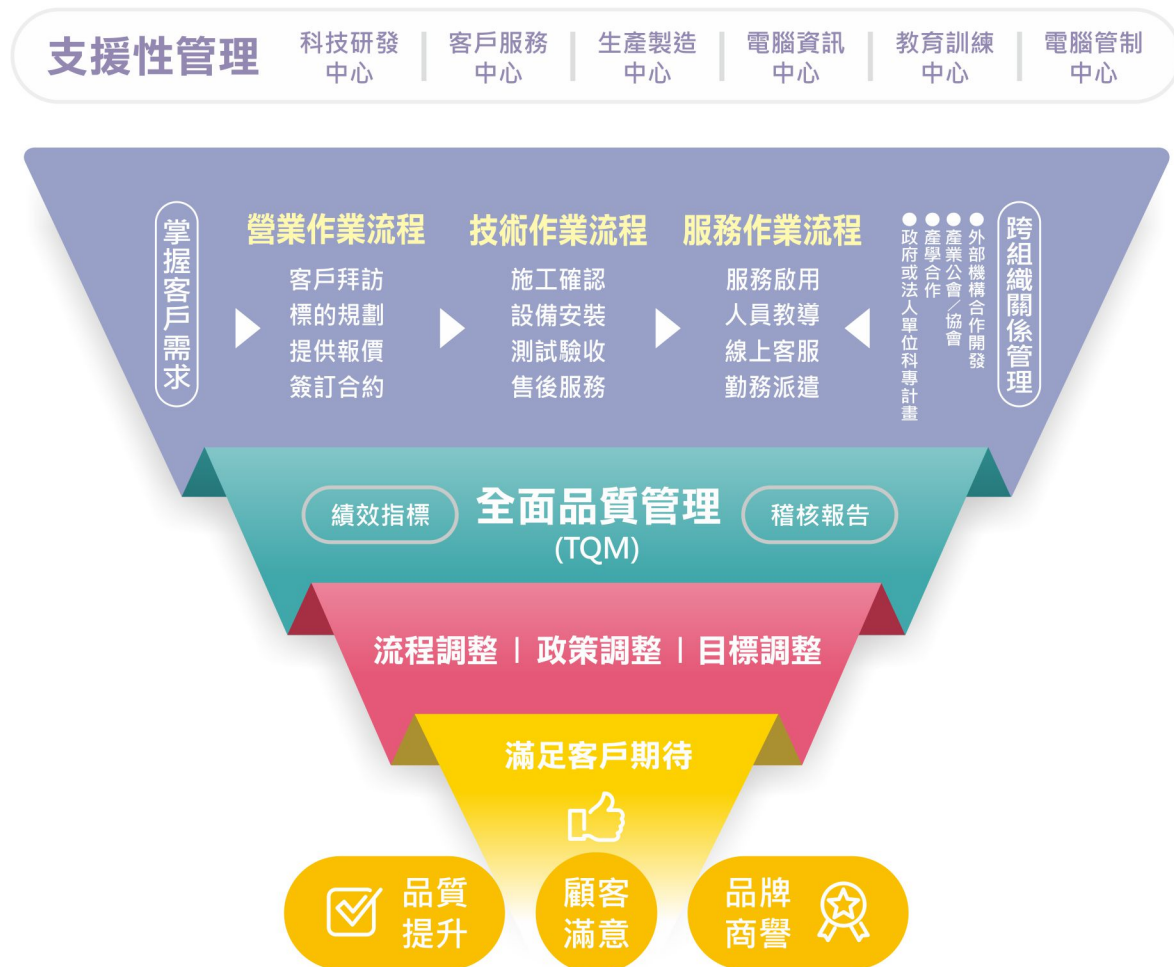 支援性管理
科技研發
中心
客戶服務
中心
生產製造
中心
電腦資訊
中心
教育訓練
中心
電腦管制
中心
掌握客戶需求
營業作業流程
客戶拜訪
標的規劃
提供報價
簽訂合約
技術作業流程
施工確認
設備安裝
測試驗收
售後服務
服務作業流程
服務啟用
人員教導
線上客服
勤務派遣
跨組織關係管理
●外部機構合作開發
●產業公會／協會
●產學合作
●政府或法人單位科專計畫
績效指標
全面品質管理
(TQM)
稽核報告
流程調整 | 政策調整 | 目標調整
滿足客戶期待
品質
提升
顧客
滿意
品牌
商譽